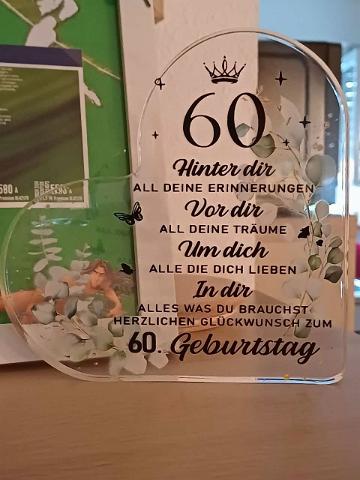 60
Hinter dir
ALL DEINE ERINNERUNGEN
Vor dir
ALL DEINE TRÄUME
Um dich
ALLE DIE DICH LIEBEN
In dir
ALLES WAS DU BRAUCHST
HERZLICHEN GLÜCKWUNSCH ZUM
60. Geburtstag